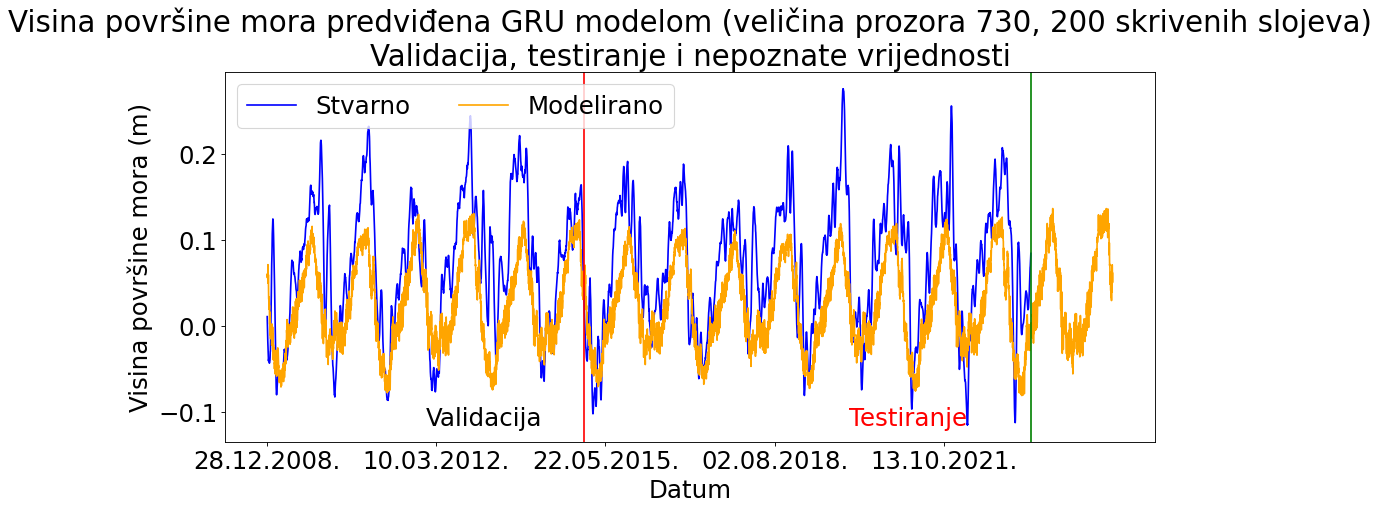 Visina površine mora predviđena GRU modelom (veličina prozora 730, 200 skrivenih slojeva)
Validacija, testiranje i nepoznate vrijednosti
Stvarno
Modelirano
Visina površine mora (m)
0.2
0.1
0.0
−0.1
Validacija
Testiranje
28.12.2008.
10.03.2012.
22.05.2015.
02.08.2018.
13.10.2021.
Datum